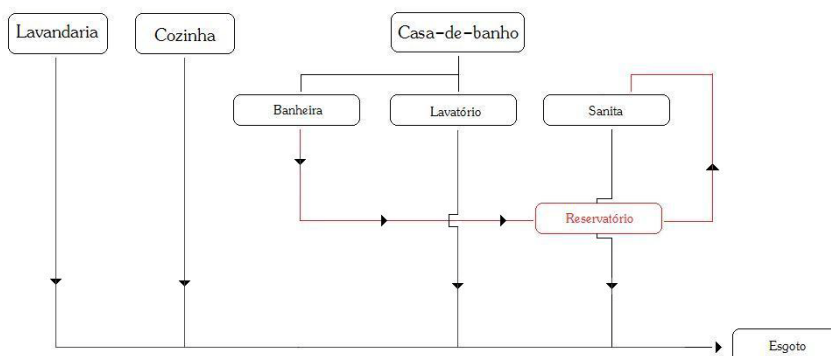 Lavandaria
Cozinha
Casa-de-banho
Banheira
Lavatório
Sanita
Reservatório
Esgoto